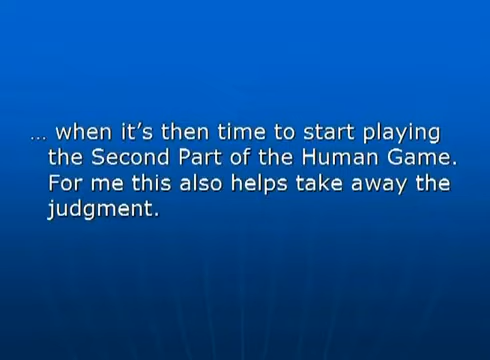 ... when it's then time to start playing
the Second Part of the Human Game.
For me this also helps take away the
judgment.